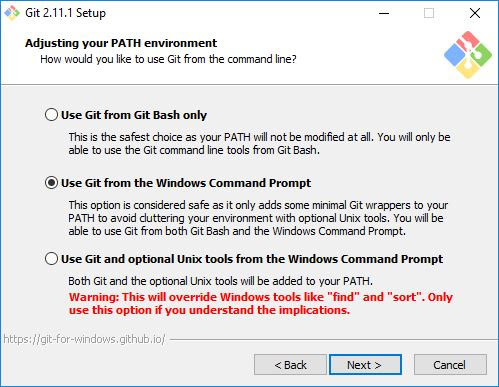 Git 2.11.1 Setup
Adjusting your PATH environment
How would you like to use Git from the command line?
Use Git from Git Bash only
This is the safest choice as your PATH will not be modified at all. You will only be
able to use the Git command line tools from Git Bash.
Use Git from the Windows Command Prompt
This option is considered safe as it only adds some minimal Git wrappers to your
PATH to avoid cluttering your environment with optional Unix tools. You will be
able to use Git from both Git Bash and the Windows Command Prompt.
Use Git and optional Unix tools from the Windows Command Prompt
Both Git and the optional Unix tools will be added to your PATH.
Warning: This will override Windows tools like "find" and "sort". Only
use this option if you understand the implications.
https://git-for-windows.github.io/
< Back
Next >
Cancel